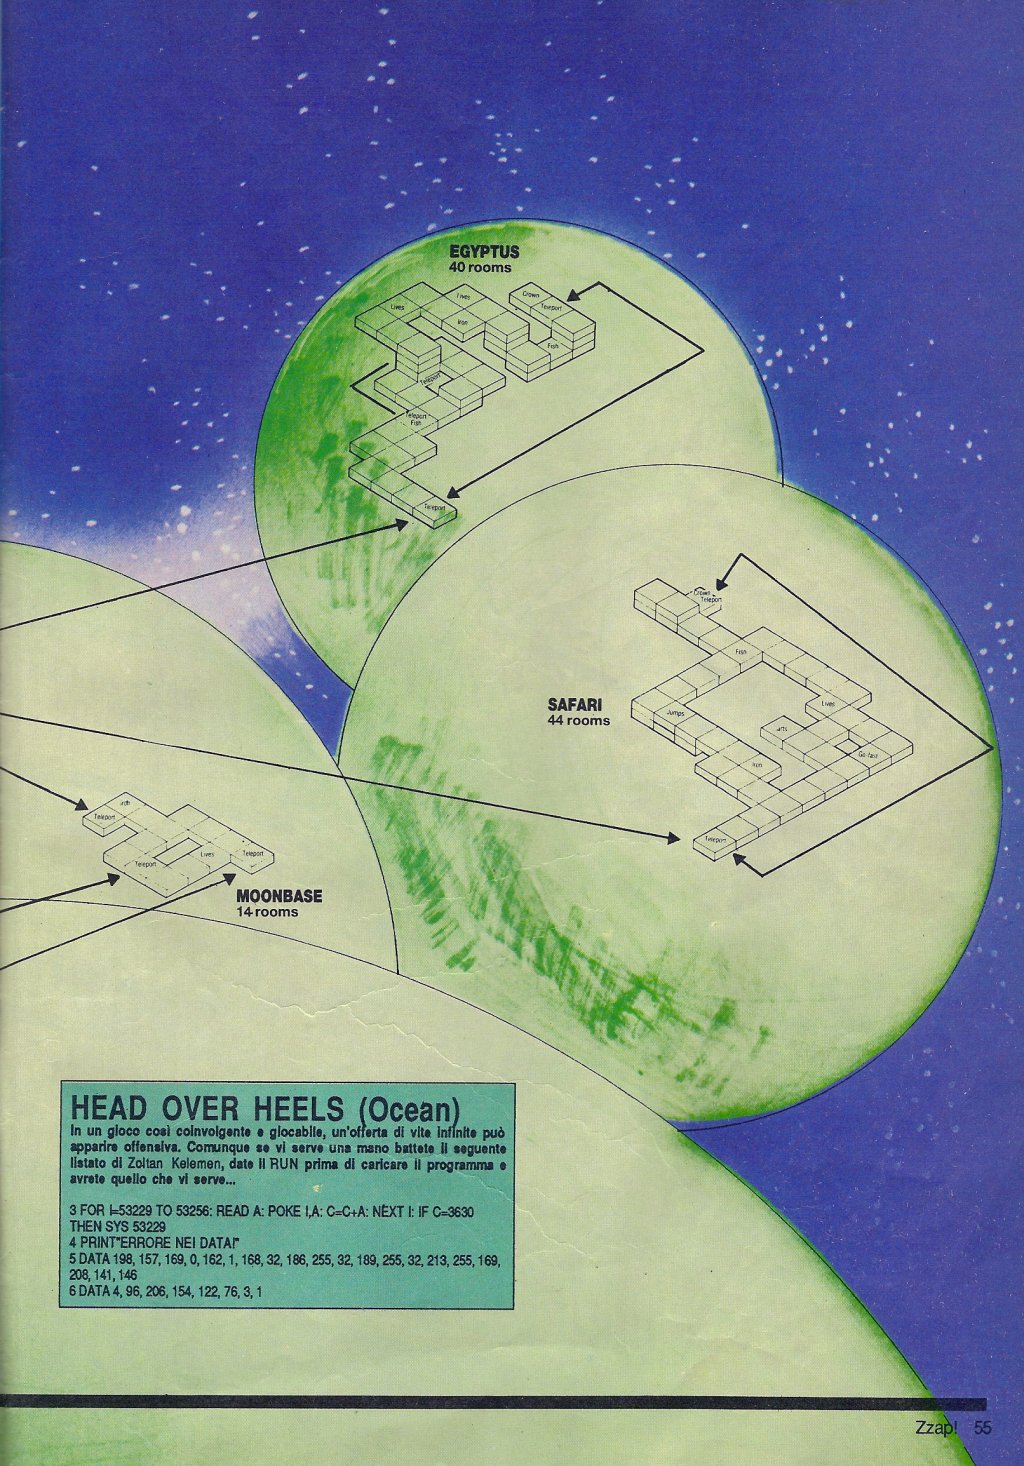 EGYPTUS
40 rooms
Lives
Lives
Crown
Teleport
Iron
Fish
Teleport
Teleport
Fish
Teleport
Crown
Teleport
Fish
SAFARI
44 rooms
Jumps
Lives
Go-fast
Iron
Teleport
Teleport
Teleport
Lives
Teleport
MOONBASE
14 rooms
HEAD OVER HEELS (Ocean)
In un gioco così coinvolgente e giocabile, un'offerta di vite infinite può
apparire offensiva. Comunque se vi serve una mano battete il seguente
listato di Zoltan Kelemen, date il RUN prima di caricare il programma e
avrete quello che vi serve...
3 FOR I=53229 TO 53256: READ A: POKE I,A: C=C+A: NEXT I: IF C=3630
THEN SYS 53229
4 PRINT"ERRORE NEI DATA!"
5 DATA 198, 157, 169, 0, 162, 1, 168, 32, 186, 255, 32, 189, 255, 32, 213, 255, 169,
208, 141, 146
6 DATA 4, 96, 206, 154, 122, 76, 3, 1
Zzap! 55